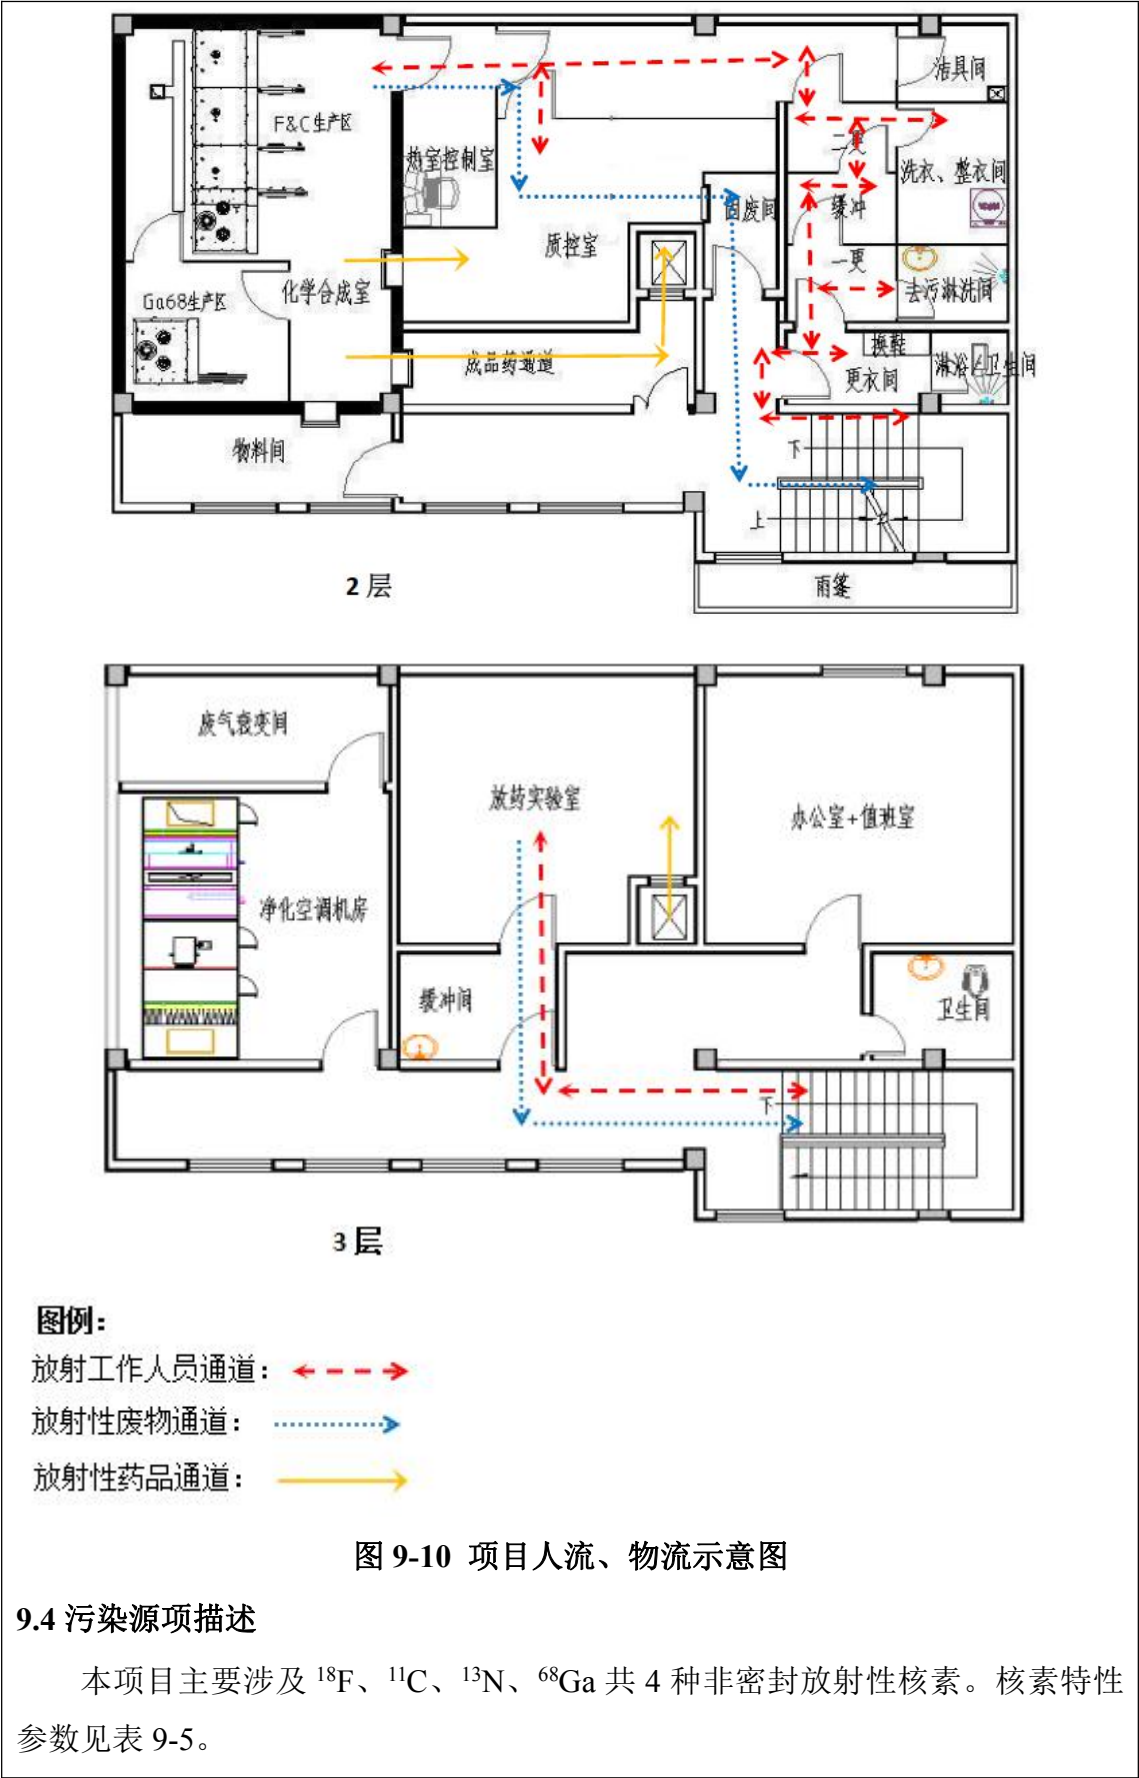 洁具间
F&C生产区
二更
热室控制室
洗衣、整衣间
固废间
缓冲
质控室
一更
化学合成室
去污淋洗间
Ga68生产区
成品药通道
换鞋
淋浴/卫生间
更衣间
物料间
下
上
2 层
雨篷
废气衰变间
放药实验室
办公室+值班室
净化空调机房
缓冲间
卫生间
下
3 层
图例：
放射工作人员通道：
放射性废物通道：
放射性药品通道：
图 9-10 项目人流、物流示意图
9.4 污染源项描述
本项目主要涉及 ¹⁸F、¹¹C、¹³N、⁶⁸Ga 共 4 种非密封放射性核素。核素特性
参数见表 9-5。